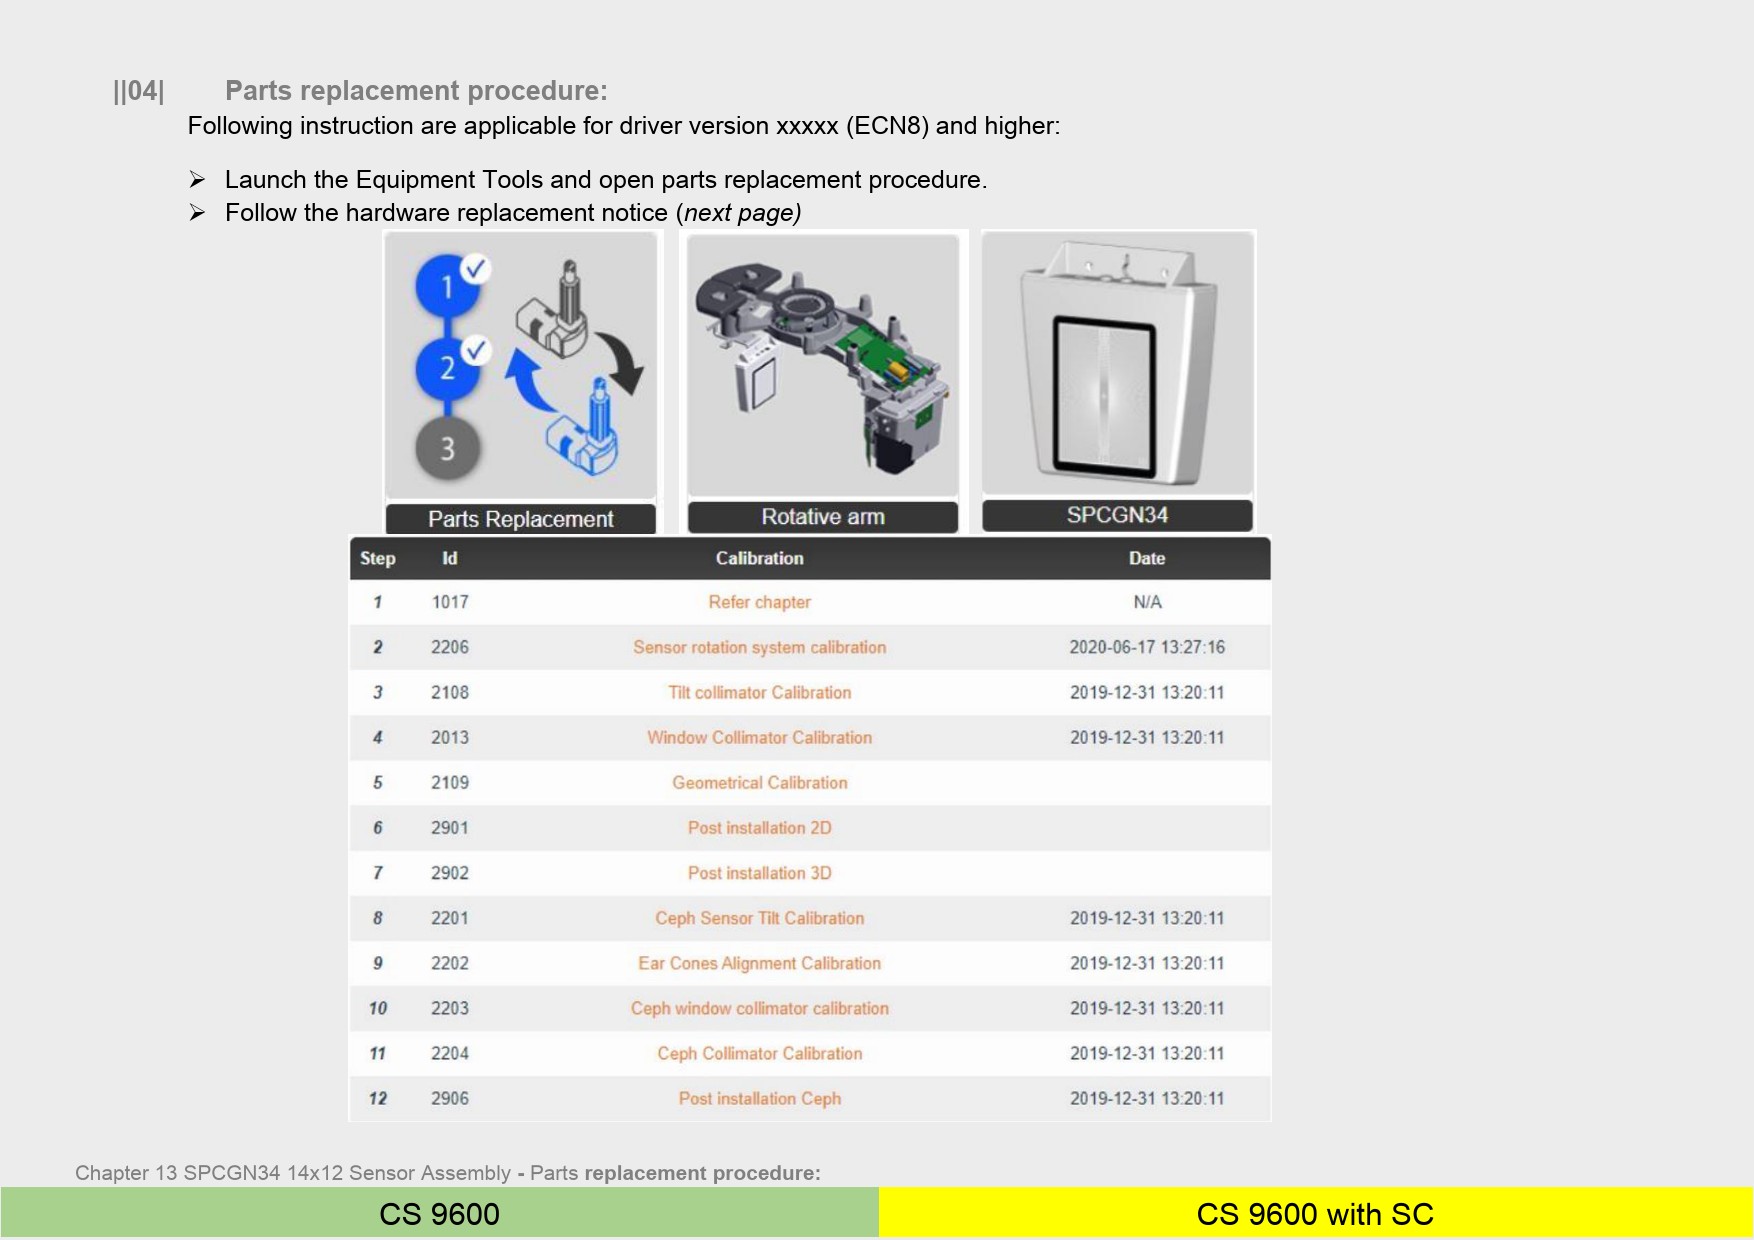 ||04| Parts replacement procedure:
Following instruction are applicable for driver version xxxxx (ECN8) and higher:
➢ Launch the Equipment Tools and open parts replacement procedure.
➢ Follow the hardware replacement notice (next page)
1
2
3
Parts Replacement
Rotative arm
SPCGN34
Step Id Calibration Date
1 1017 Refer chapter N/A
2 2206 Sensor rotation system calibration 2020-06-17 13:27:16
3 2108 Tilt collimator Calibration 2019-12-31 13:20:11
4 2013 Window Collimator Calibration 2019-12-31 13:20:11
5 2109 Geometrical Calibration
6 2901 Post installation 2D
7 2902 Post installation 3D
8 2201 Ceph Sensor Tilt Calibration 2019-12-31 13:20:11
9 2202 Ear Cones Alignment Calibration 2019-12-31 13:20:11
10 2203 Ceph window collimator calibration 2019-12-31 13:20:11
11 2204 Ceph Collimator Calibration 2019-12-31 13:20:11
12 2906 Post installation Ceph 2019-12-31 13:20:11
Chapter 13 SPCGN34 14x12 Sensor Assembly - Parts replacement procedure:
CS 9600
CS 9600 with SC